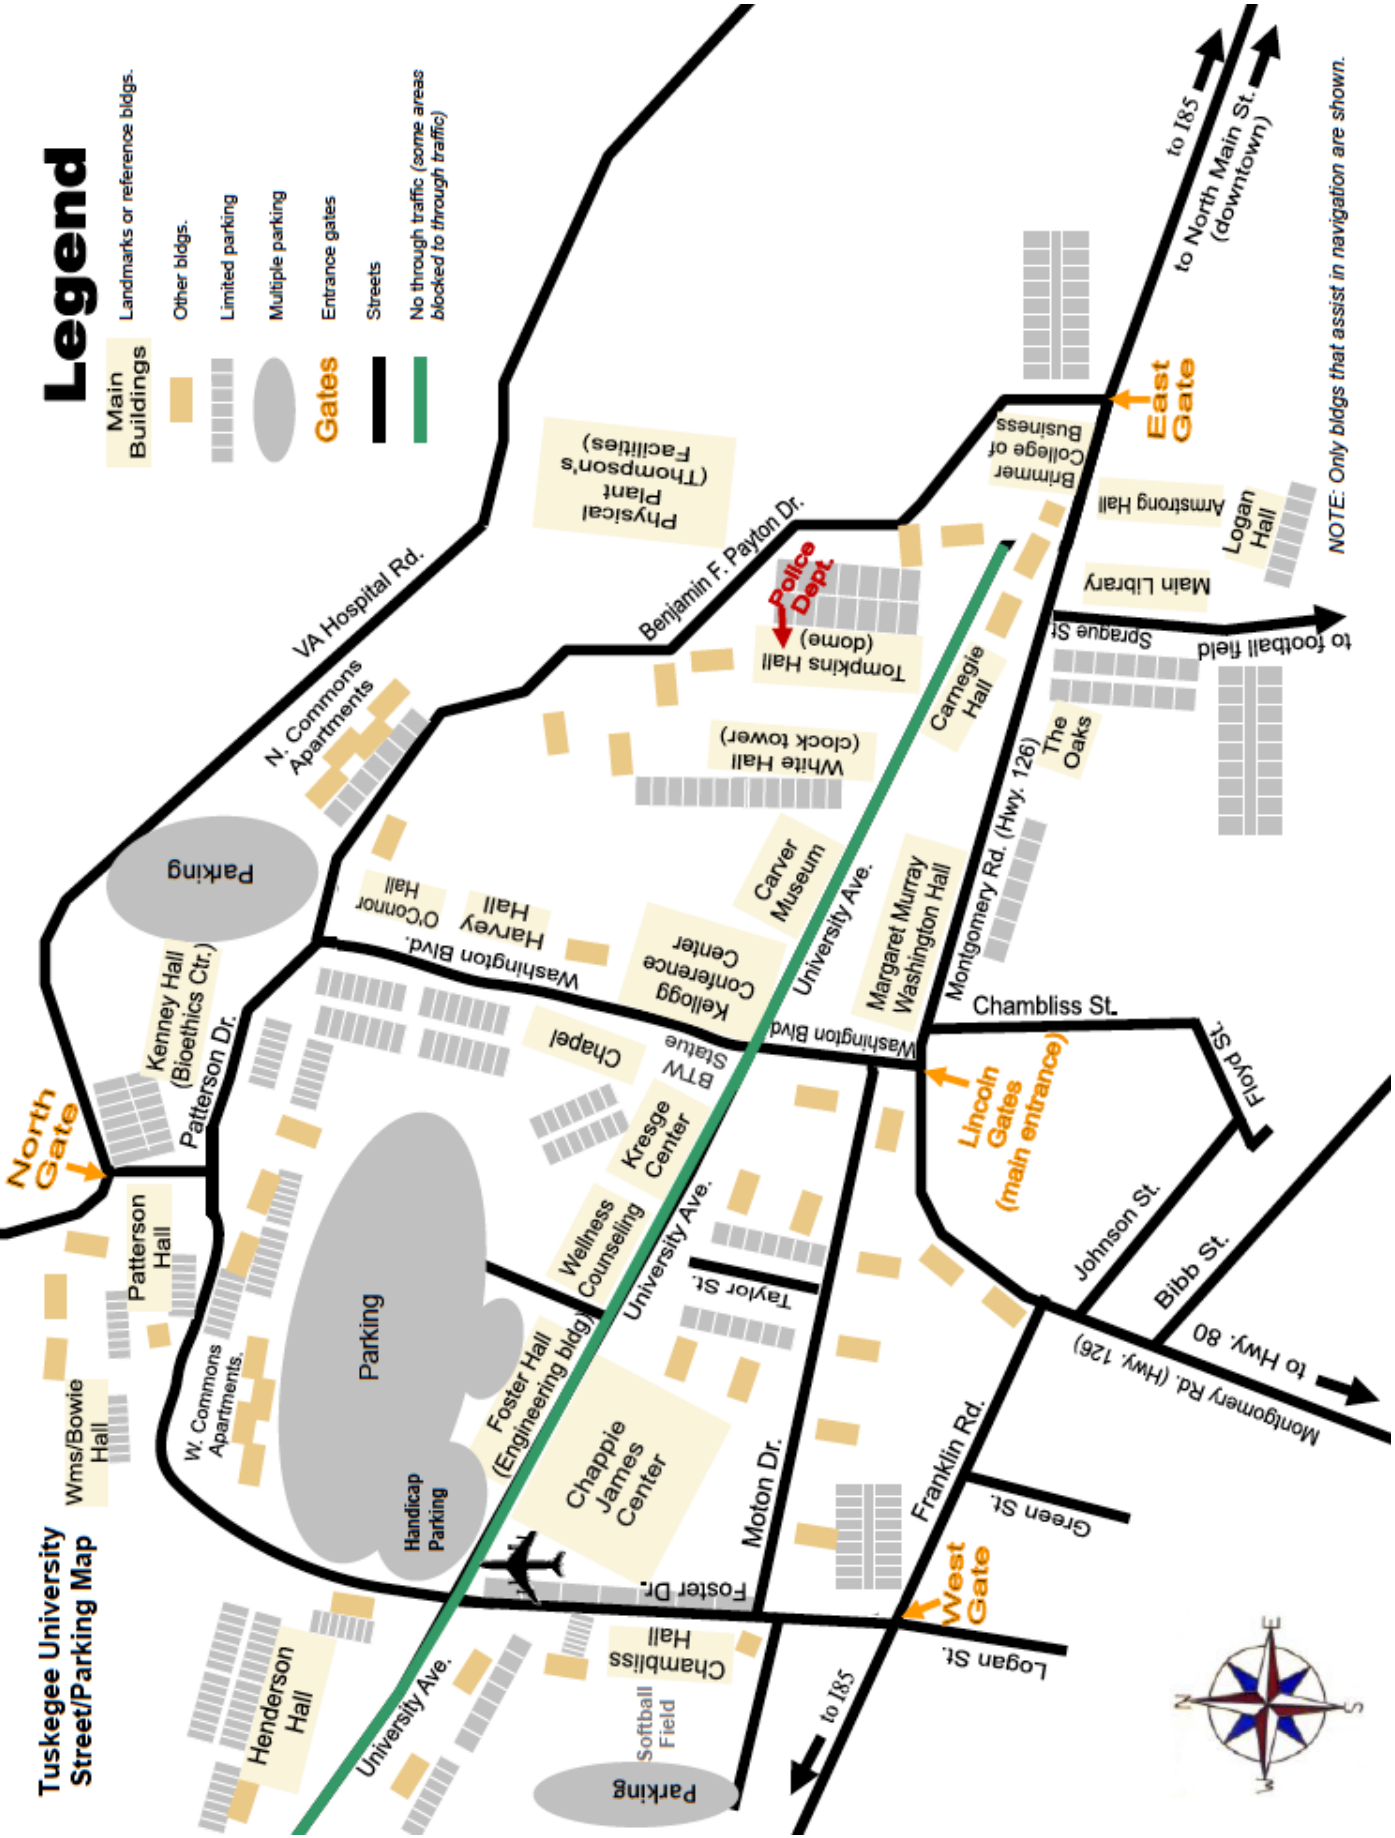 Tuskegee University
Street/Parking Map
Legend
Main
Buildings
Landmarks or reference bldgs.
Other bldgs.
Limited parking
Multiple parking
Gates
Entrance gates
Streets
No through traffic (some areas
blocked to through traffic)
North
Gate
Wms/Bowie
Hall
Patterson
Hall
Kenney Hall
(Bioethics Ctr.)
Patterson Dr.
Parking
VA Hospital Rd.
N. Commons
Apartments
W. Commons
Apartments.
Parking
Handicap
Parking
O'Connor
Hall
Harvey
Hall
Washington Blvd.
Chapel
Kellogg
Conference
Center
BTW
Statue
Kresge
Center
Wellness
Counseling
Foster Hall
(Engineering bldg)
Chappie
James
Center
University Ave.
University Ave.
University Ave.
Henderson
Hall
Chambliss
Hall
Softball
Field
Parking
Foster Dr.
Moton Dr.
Taylor St.
Washington Blvd
Carver
Museum
White Hall
(clock tower)
Tompkins Hall
(dome)
Police
Dept.
Benjamin F. Payton Dr.
Physical
Plant
(Thompson's
Facilities)
Brimmer
College of
Business
East
Gate
Armstrong Hall
Logan
Hall
Main Library
Sprague St
to football field
The
Oaks
Carnegie
Hall
Margaret Murray
Washington Hall
Montgomery Rd. (Hwy. 126)
Chambliss St.
Floyd St.
Lincoln
Gates
(main entrance)
Johnson St.
Bibb St.
to Hwy. 80
Montgomery Rd. (Hwy. 126)
Franklin Rd.
Green St.
West
Gate
Logan St.
to 185
to 185
to North Main St.
(downtown)
NOTE: Only bldgs that assist in navigation are shown.
N
E
S
W